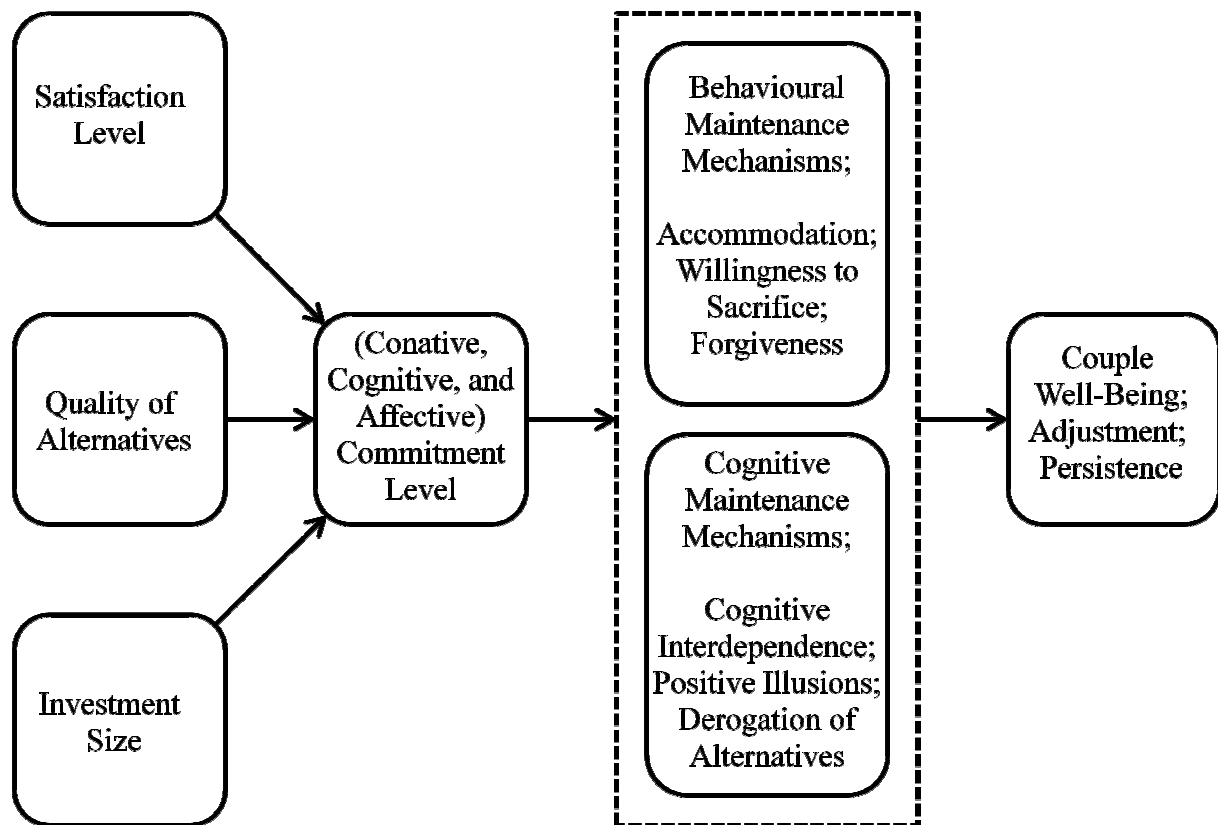 Satisfaction
Level
Quality of
Alternatives
Investment
Size
(Conative,
Cognitive, and
Affective)
Commitment
Level
Behavioural
Maintenance
Mechanisms;
Accommodation;
Willingness to
Sacrifice;
Forgiveness
Cognitive
Maintenance
Mechanisms;
Cognitive
Interdependence;
Positive Illusions;
Derogation of
Alternatives
Couple
Well-Being;
Adjustment;
Persistence